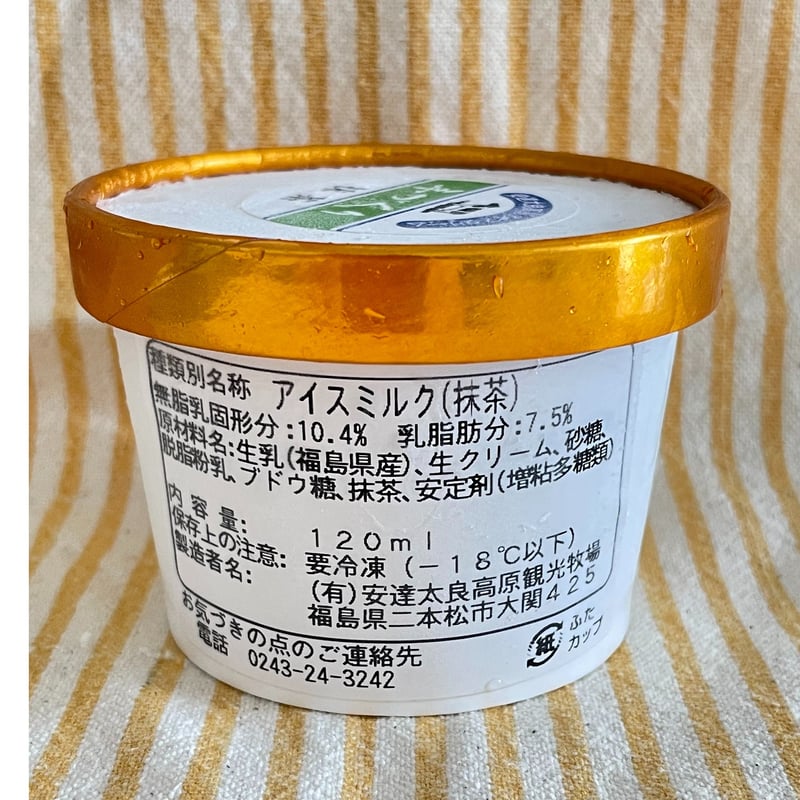 種類別名称 アイスミルク(抹茶)
無脂乳固形分:10.4% 乳脂肪分:7.5%
原材料名:生乳(福島県産)、生クリーム、砂糖、
脱脂粉乳、ブドウ糖、抹茶、安定剤(増粘多糖類)
内容量: 120ml
保存上の注意: 要冷凍(-18℃以下)
製造者名: (有)安達太良高原観光牧場
福島県二本松市大関425
お気づきの点のご連絡先
電話 0243-24-3242
紙
ふた
カップ